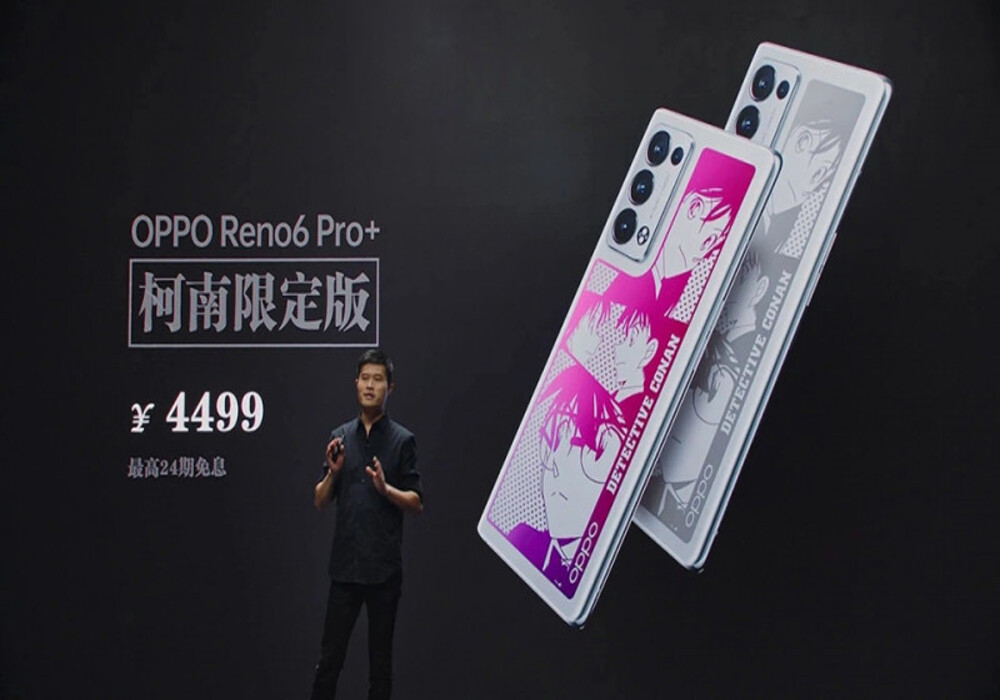 OPPO Reno6 Pro+
柯南限定版
¥ 4499
最高24期免息
DETECTIVE CONAN
oppo
DETECTIVE CONAN
oppo